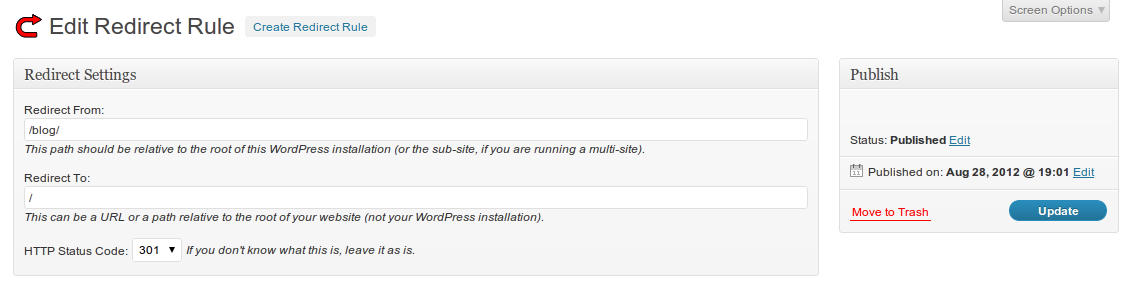 Screen Options ▼
Edit Redirect Rule Create Redirect Rule
Redirect Settings
Redirect From:
/blog/
This path should be relative to the root of this WordPress installation (or the sub-site, if you are running a multi-site).
Redirect To:
/
This can be a URL or a path relative to the root of your website (not your WordPress installation).
HTTP Status Code: 301 ▼ If you don't know what this is, leave it as is.
Publish
Status: Published Edit
Published on: Aug 28, 2012 @ 19:01 Edit
Move to Trash Update